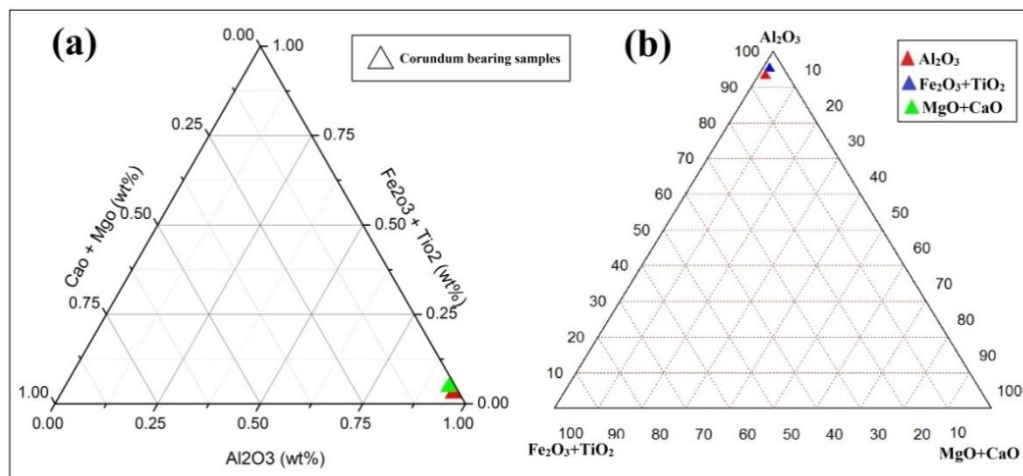 (a)
0.00
1.00
Corundum bearing samples
0.25
0.75
Cao + Mgo (wt%)
Fe2o3 + Tio2 (wt%)
0.50
0.50
0.75
0.25
1.00
0.00
0.00
0.25
0.50
0.75
1.00
Al2O3 (wt%)
(b)
Al₂O₃
100
10
90
20
80
30
70
40
60
50
50
60
40
70
30
80
20
90
10
100
100 90 80 70 60 50 40 30 20 10
Fe₂O₃+TiO₂
MgO+CaO
Al₂O₃
Fe₂O₃+TiO₂
MgO+CaO